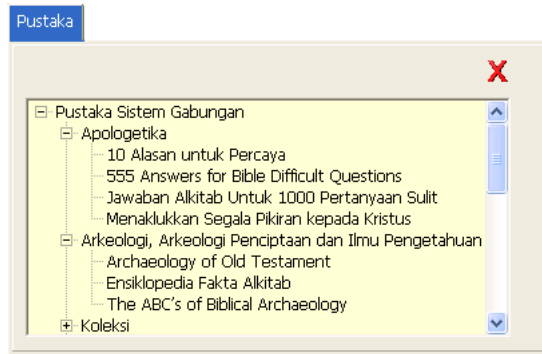 Pustaka
X
Pustaka Sistem Gabungan
Apologetika
10 Alasan untuk Percaya
555 Answers for Bible Difficult Questions
Jawaban Alkitab Untuk 1000 Pertanyaan Sulit
Menaklukkan Segala Pikiran kepada Kristus
Arkeologi, Arkeologi Penciptaan dan Ilmu Pengetahuan
Archaeology of Old Testament
Ensiklopedia Fakta Alkitab
The ABC's of Biblical Archaeology
Koleksi